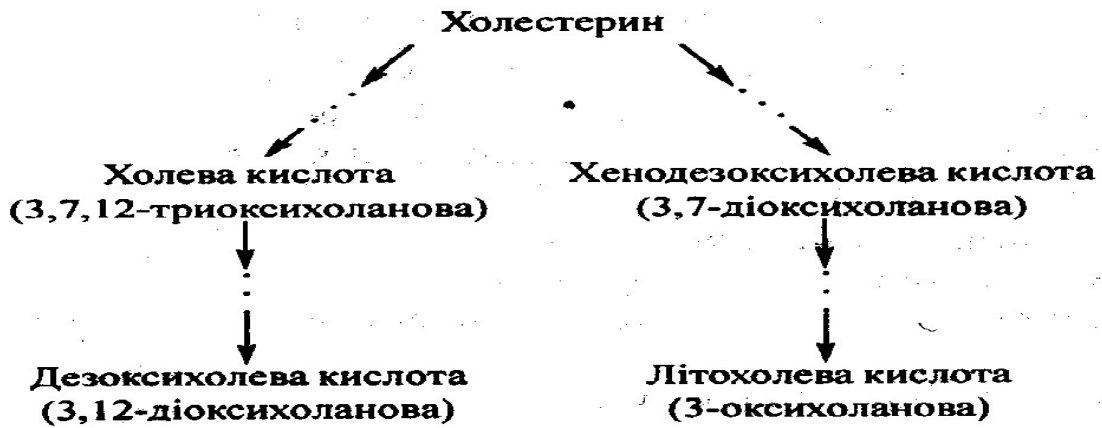 Холестерин
Холева кислота
(3,7,12-триоксихоланова)
Хенодезоксихолева кислота
(3,7-діоксихоланова)
Дезоксихолева кислота
(3,12-діоксихоланова)
Літохолева кислота
(3-оксихоланова)